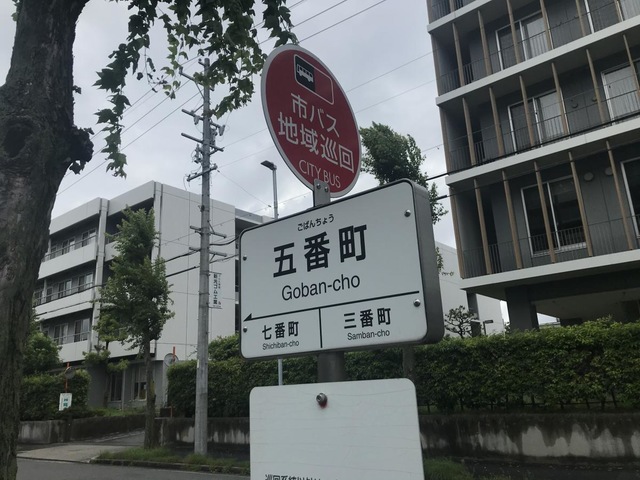 市バス
地域巡回
CITY BUS
ごばんちょう
五番町
Goban-cho
七番町
Shichiban-cho
三番町
Samban-cho